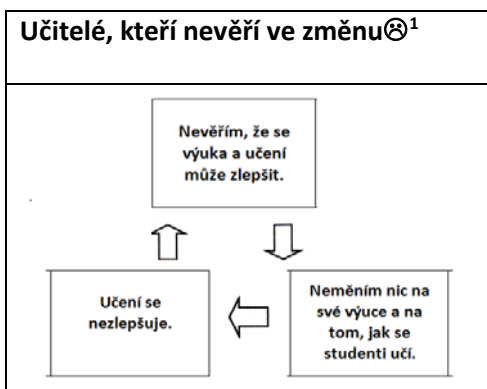 Učitelé, kteří nevěří ve změnu☹1
Nevěřím, že se
výuka a učení
může zlepšit.
Neměním nic na
své výuce a na
tom, jak se
studenti učí.
Učení se
nezlepšuje.